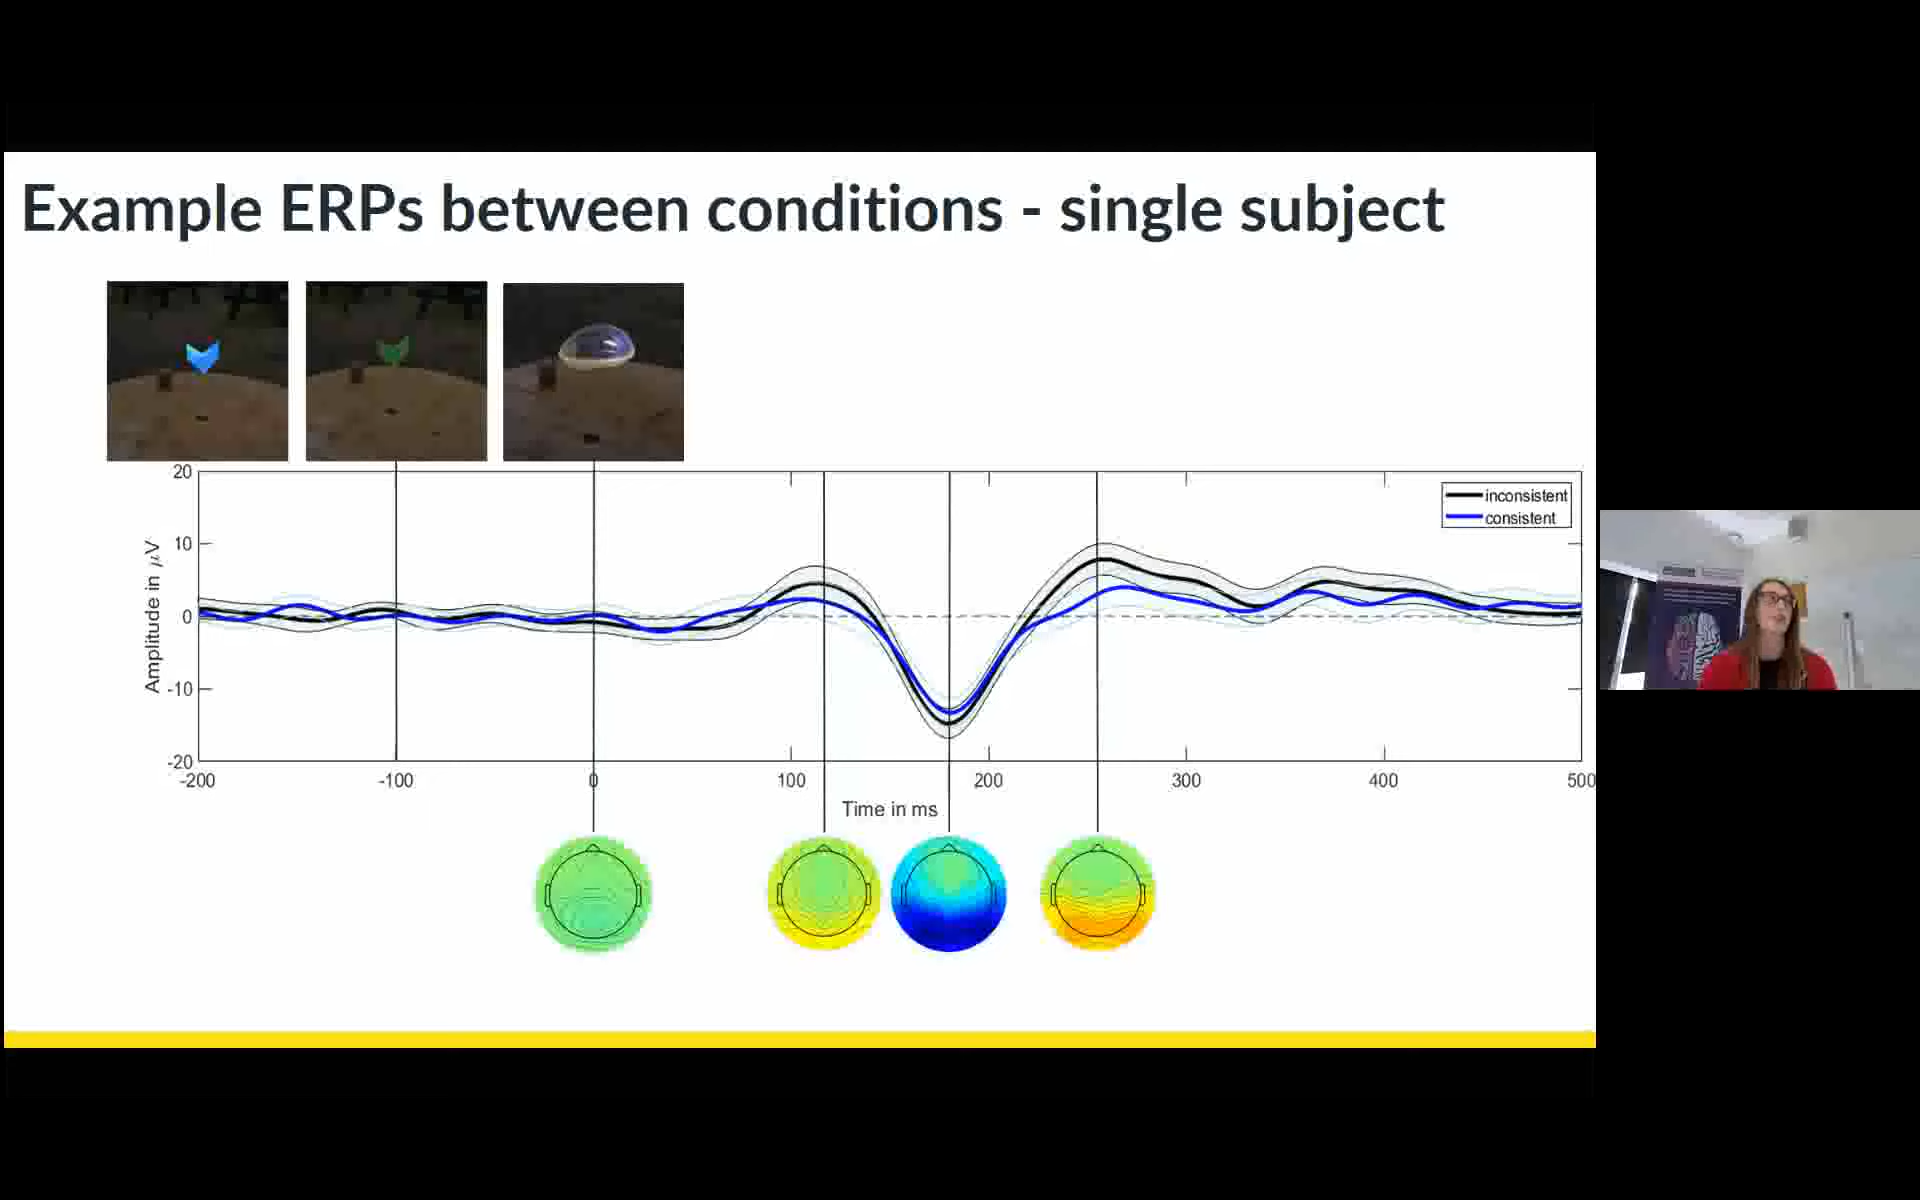 Example ERPs between conditions - single subject
20
10
0
-10
-20
Amplitude in μV
inconsistent
consistent
-200 -100 0 100 200 300 400 500
Time in ms